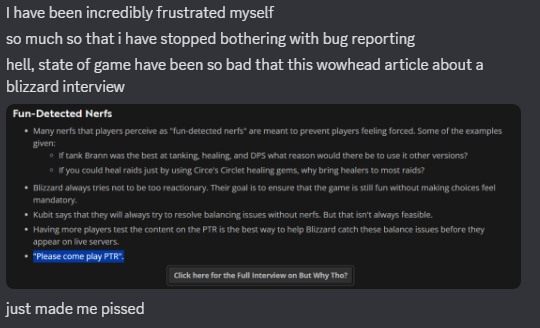 I have been incredibly frustrated myself
so much so that i have stopped bothering with bug reporting
hell, state of game have been so bad that this wowhead article about a
blizzard interview
Fun-Detected Nerfs
Many nerfs that players perceive as "fun-detected nerfs" are meant to prevent players feeling forced. Some of the examples
given:
If tank Brann was the best at tanking, healing, and DPS what reason would there be to use it other versions?
If you could heal raids just by using Circe's Circlet healing gems, why bring healers to most raids?
Blizzard always tries not to be too reactionary. Their goal is to ensure that the game is still fun without making choices feel
mandatory.
Kubit says that they will always try to resolve balancing issues without nerfs. But that isn't always feasible.
Having more players test the content on the PTR is the best way to help Blizzard catch these balance issues before they
appear on live servers.
"Please come play PTR".
Click here for the Full Interview on But Why Tho?
just made me pissed